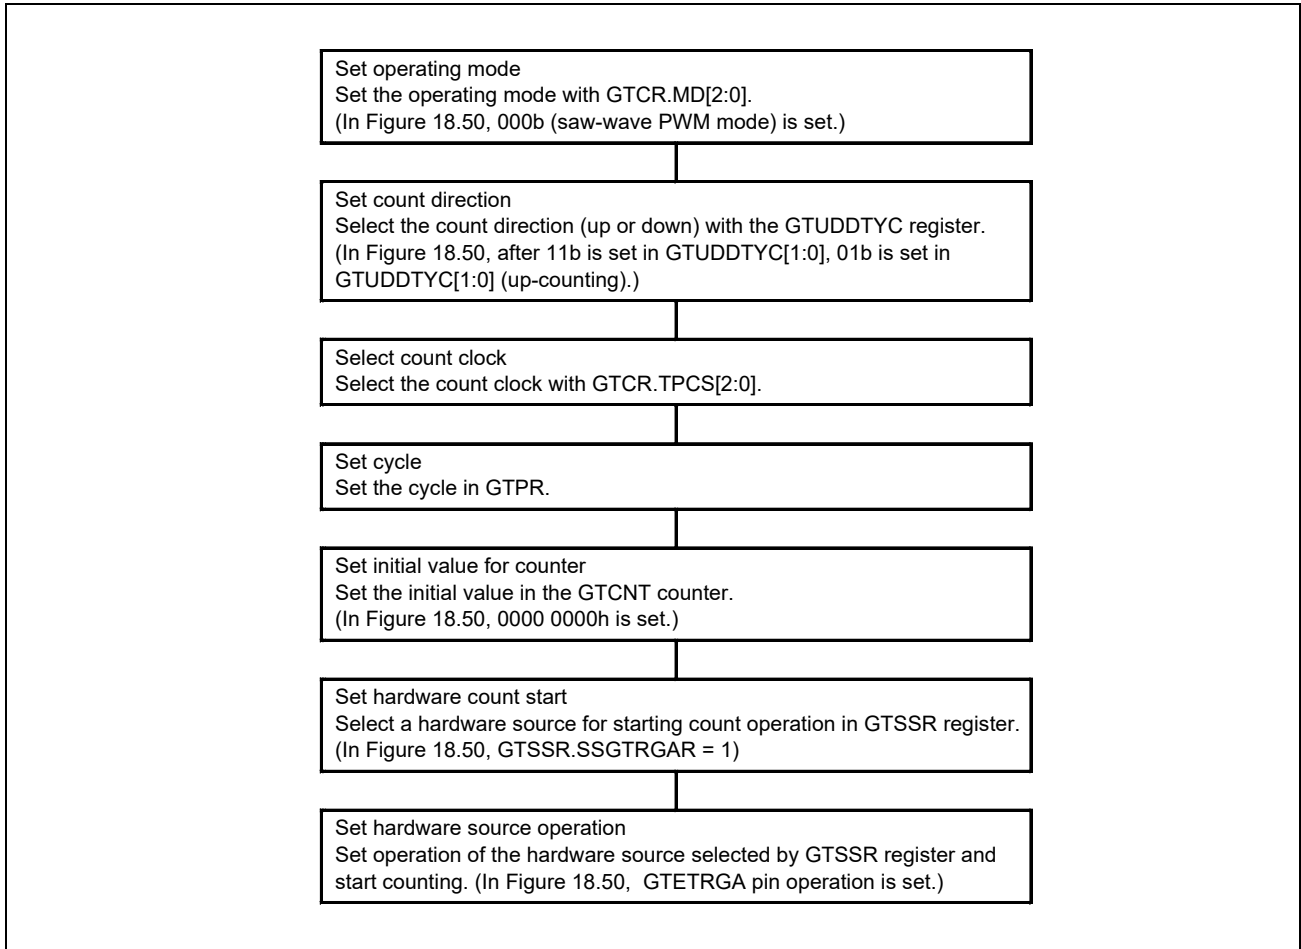 Set operating mode
Set the operating mode with GTCR.MD[2:0].
(In Figure 18.50, 000b (saw-wave PWM mode) is set.)
Set count direction
Select the count direction (up or down) with the GTUDDTYC register.
(In Figure 18.50, after 11b is set in GTUDDTYC[1:0], 01b is set in
GTUDDTYC[1:0] (up-counting).)
Select count clock
Select the count clock with GTCR.TPCS[2:0].
Set cycle
Set the cycle in GTPR.
Set initial value for counter
Set the initial value in the GTCNT counter.
(In Figure 18.50, 0000 0000h is set.)
Set hardware count start
Select a hardware source for starting count operation in GTSSR register.
(In Figure 18.50, GTSSR.SSGTRGAR = 1)
Set hardware source operation
Set operation of the hardware source selected by GTSSR register and
start counting. (In Figure 18.50,  GTETRGA pin operation is set.)